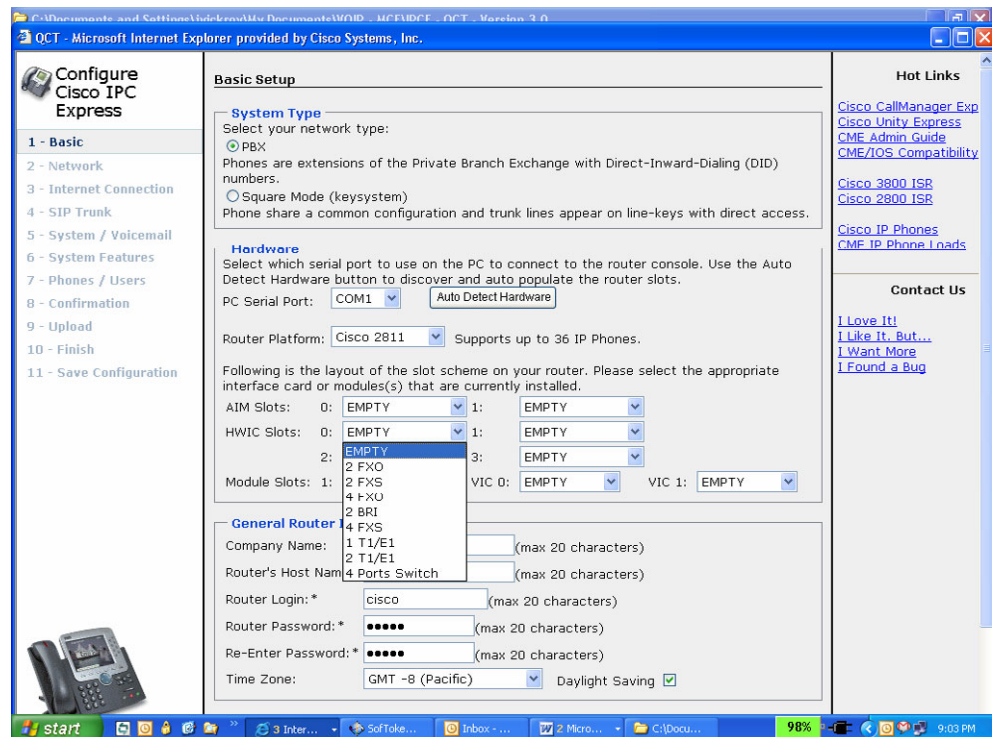 C:\Documents and Settings\jvickroy\My Documents\VOIP - MCE\IPCE - QCT - Version 3.0
QCT - Microsoft Internet Explorer provided by Cisco Systems, Inc.
Configure
Cisco IPC
Express
1 - Basic
2 - Network
3 - Internet Connection
4 - SIP Trunk
5 - System / Voicemail
6 - System Features
7 - Phones / Users
8 - Confirmation
9 - Upload
10 - Finish
11 - Save Configuration
Basic Setup
System Type
Select your network type:
PBX
Phones are extensions of the Private Branch Exchange with Direct-Inward-Dialing (DID)
numbers.
Square Mode (keysystem)
Phone share a common configuration and trunk lines appear on line-keys with direct access.
Hardware
Select which serial port to use on the PC to connect to the router console. Use the Auto
Detect Hardware button to discover and auto populate the router slots.
PC Serial Port: COM1 Auto Detect Hardware
Router Platform: Cisco 2811 Supports up to 36 IP Phones.
Following is the layout of the slot scheme on your router. Please select the appropriate
interface card or modules(s) that are currently installed.
AIM Slots: 0: EMPTY 1: EMPTY
HWIC Slots: 0: EMPTY 1: EMPTY
2: 3: EMPTY
Module Slots: 1: VIC 0: EMPTY VIC 1: EMPTY
EMPTY
2 FXO
2 FXS
4 FXO
2 BRI
4 FXS
1 T1/E1
2 T1/E1
4 Ports Switch
General Router
Company Name: (max 20 characters)
Router's Host Nam (max 20 characters)
Router Login:* cisco (max 20 characters)
Router Password:* ●●●●● (max 20 characters)
Re-Enter Password:* ●●●●● (max 20 characters)
Time Zone: GMT -8 (Pacific) Daylight Saving
Hot Links
Cisco CallManager Exp
Cisco Unity Express
CME Admin Guide
CME/IOS Compatibility
Cisco 3800 ISR
Cisco 2800 ISR
Cisco IP Phones
CME IP Phone Loads
Contact Us
I Love It!
I Like It, But...
I Want More
I Found a Bug
start 3 Inter... SofToke... Inbox - ... 2 Micro... C:\Docu... 98% 9:03 PM